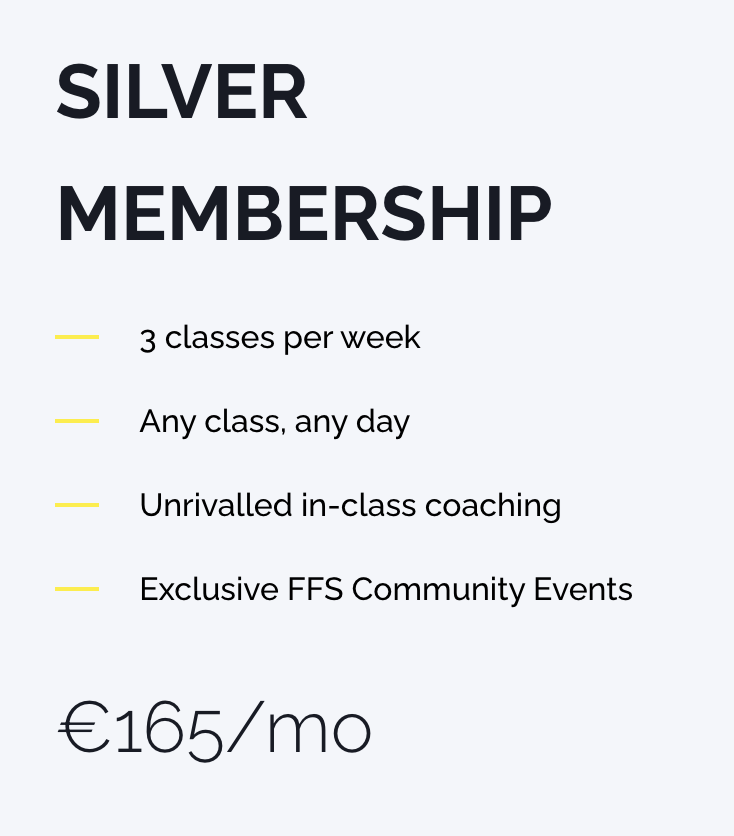 SILVER
MEMBERSHIP
3 classes per week
Any class, any day
Unrivalled in-class coaching
Exclusive FFS Community Events
€165/mo